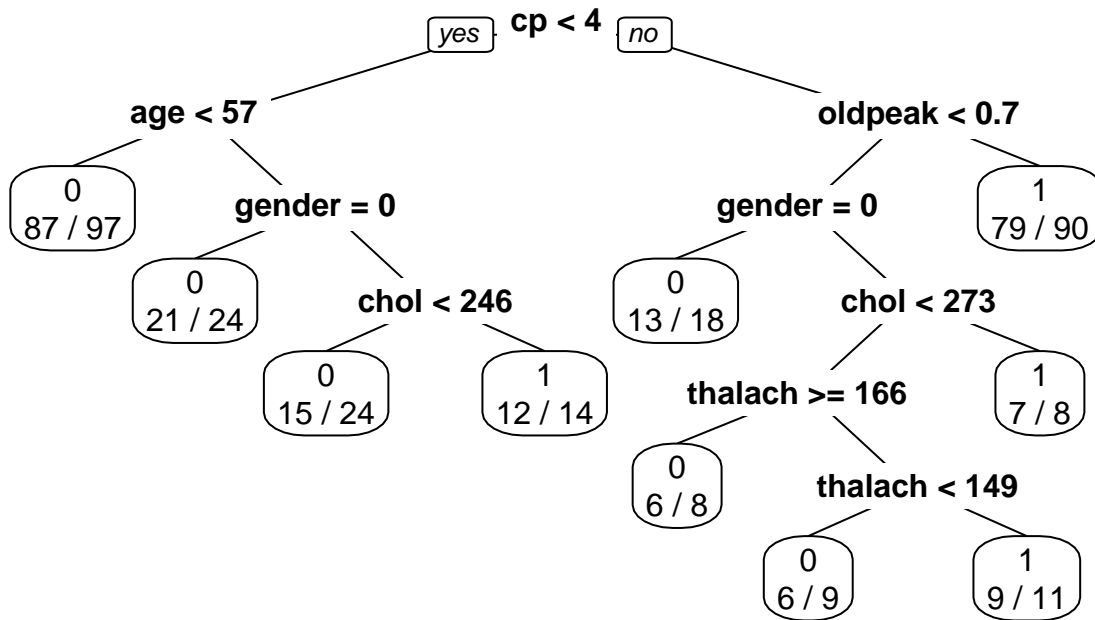 cp < 4
yes
no
age < 57
oldpeak < 0.7
0
87 / 97
gender = 0
gender = 0
1
79 / 90
0
21 / 24
chol < 246
0
13 / 18
chol < 273
0
15 / 24
1
12 / 14
thalach >= 166
1
7 / 8
0
6 / 8
thalach < 149
0
6 / 9
1
9 / 11